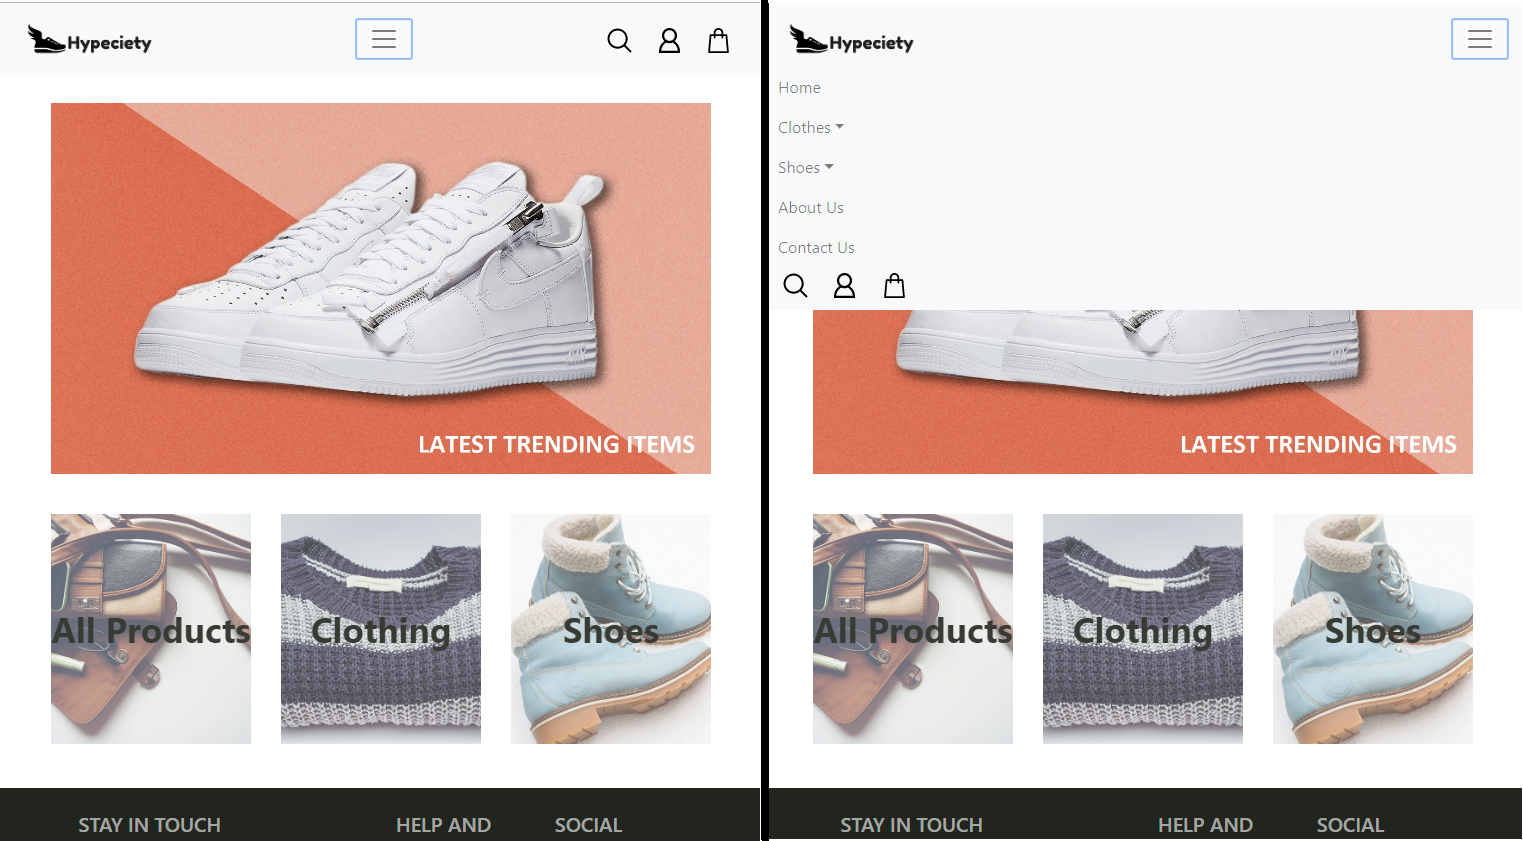 Hypeciety
LATEST TRENDING ITEMS
All Products
Clothing
Shoes
STAY IN TOUCH
HELP AND
SOCIAL
Hypeciety
Home
Clothes
Shoes
About Us
Contact Us
LATEST TRENDING ITEMS
All Products
Clothing
Shoes
STAY IN TOUCH
HELP AND
SOCIAL